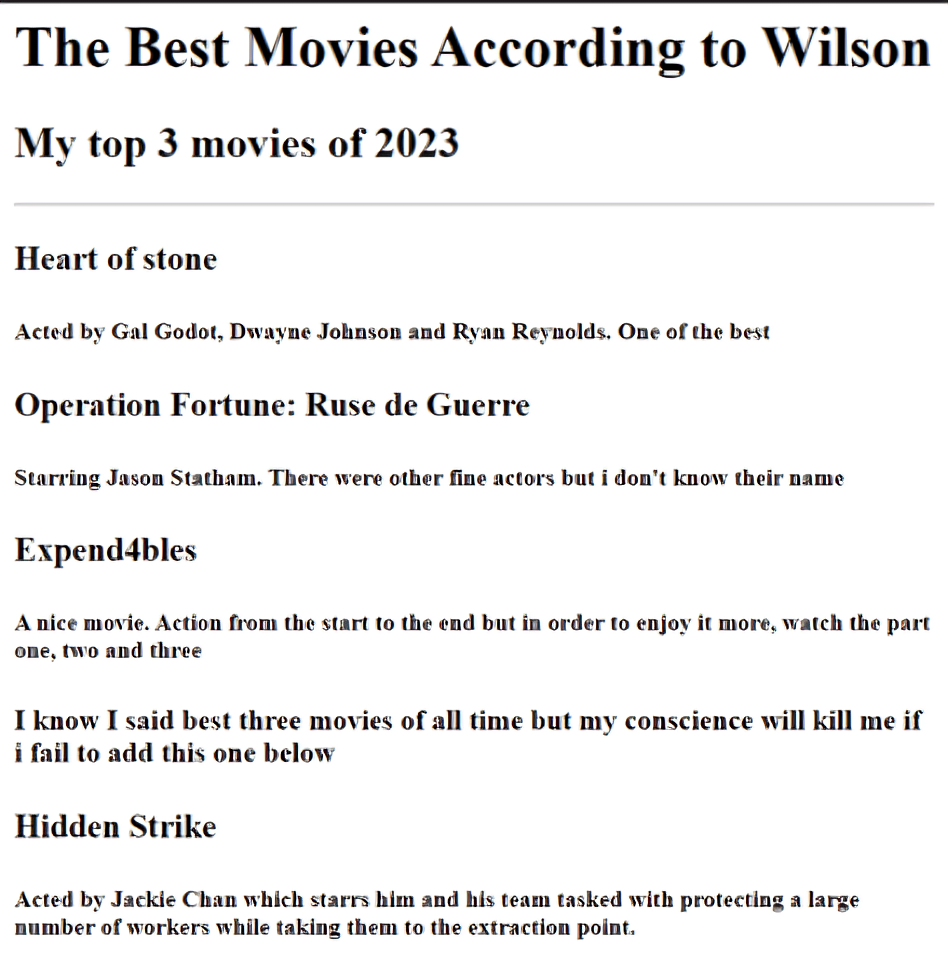 The Best Movies According to Wilson
My top 3 movies of 2023
Heart of stone
Acted by Gal Godot, Dwayne Johnson and Ryan Reynolds. One of the best
Operation Fortune: Ruse de Guerre
Starring Jason Statham. There were other fine actors but i don't know their name
Expend4bles
A nice movie. Action from the start to the end but in order to enjoy it more, watch the part
one, two and three
I know I said best three movies of all time but my conscience will kill me if
i fail to add this one below
Hidden Strike
Acted by Jackie Chan which starrs him and his team tasked with protecting a large
number of workers while taking them to the extraction point.